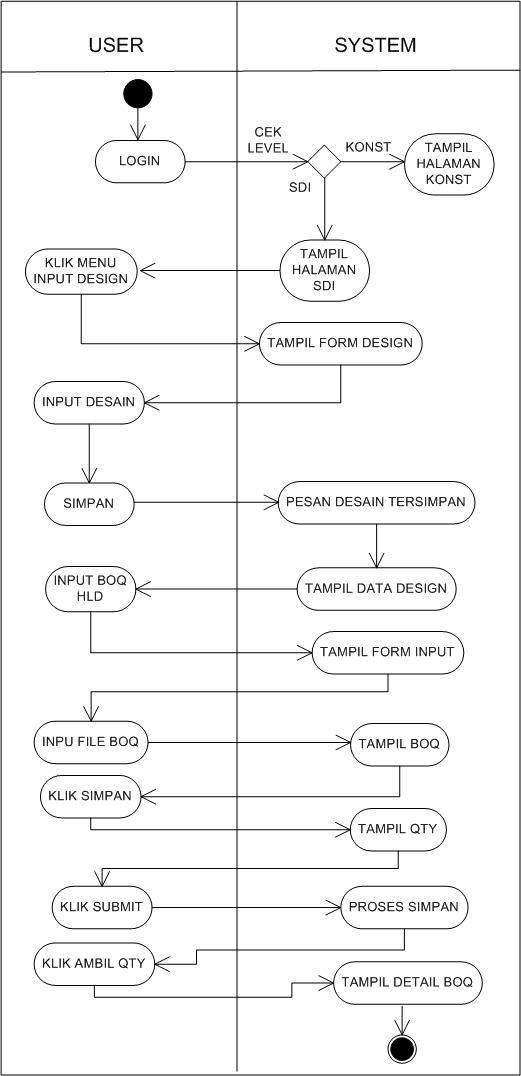 USER
SYSTEM
LOGIN
CEK
LEVEL
KONST
TAMPIL
HALAMAN
KONST
SDI
TAMPIL
HALAMAN
SDI
KLIK MENU
INPUT DESIGN
TAMPIL FORM DESIGN
INPUT DESAIN
SIMPAN
PESAN DESAIN TERSIMPAN
TAMPIL DATA DESIGN
INPUT BOQ
HLD
TAMPIL FORM INPUT
INPU FILE BOQ
TAMPIL BOQ
KLIK SIMPAN
TAMPIL QTY
KLIK SUBMIT
PROSES SIMPAN
KLIK AMBIL QTY
TAMPIL DETAIL BOQ